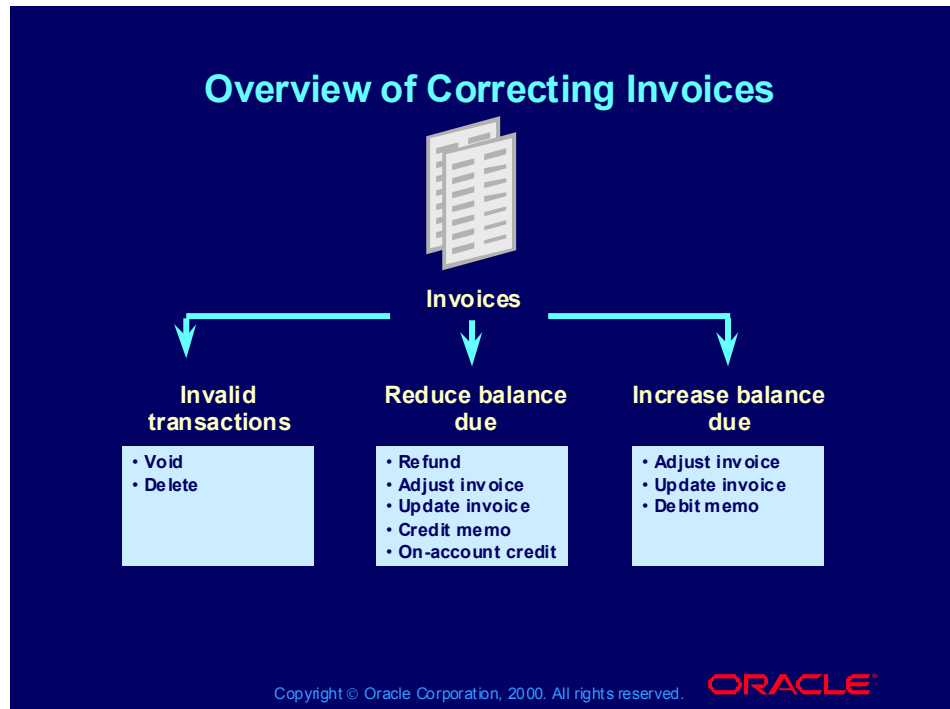 Overview of Correcting Invoices
Invoices
Invalid
transactions
• Void
• Delete
Reduce balance
due
• Refund
• Adjust invoice
• Update invoice
• Credit memo
• On-account credit
Increase balance
due
• Adjust invoice
• Update invoice
• Debit memo
Copyright © Oracle Corporation, 2000. All rights reserved.
ORACLE®